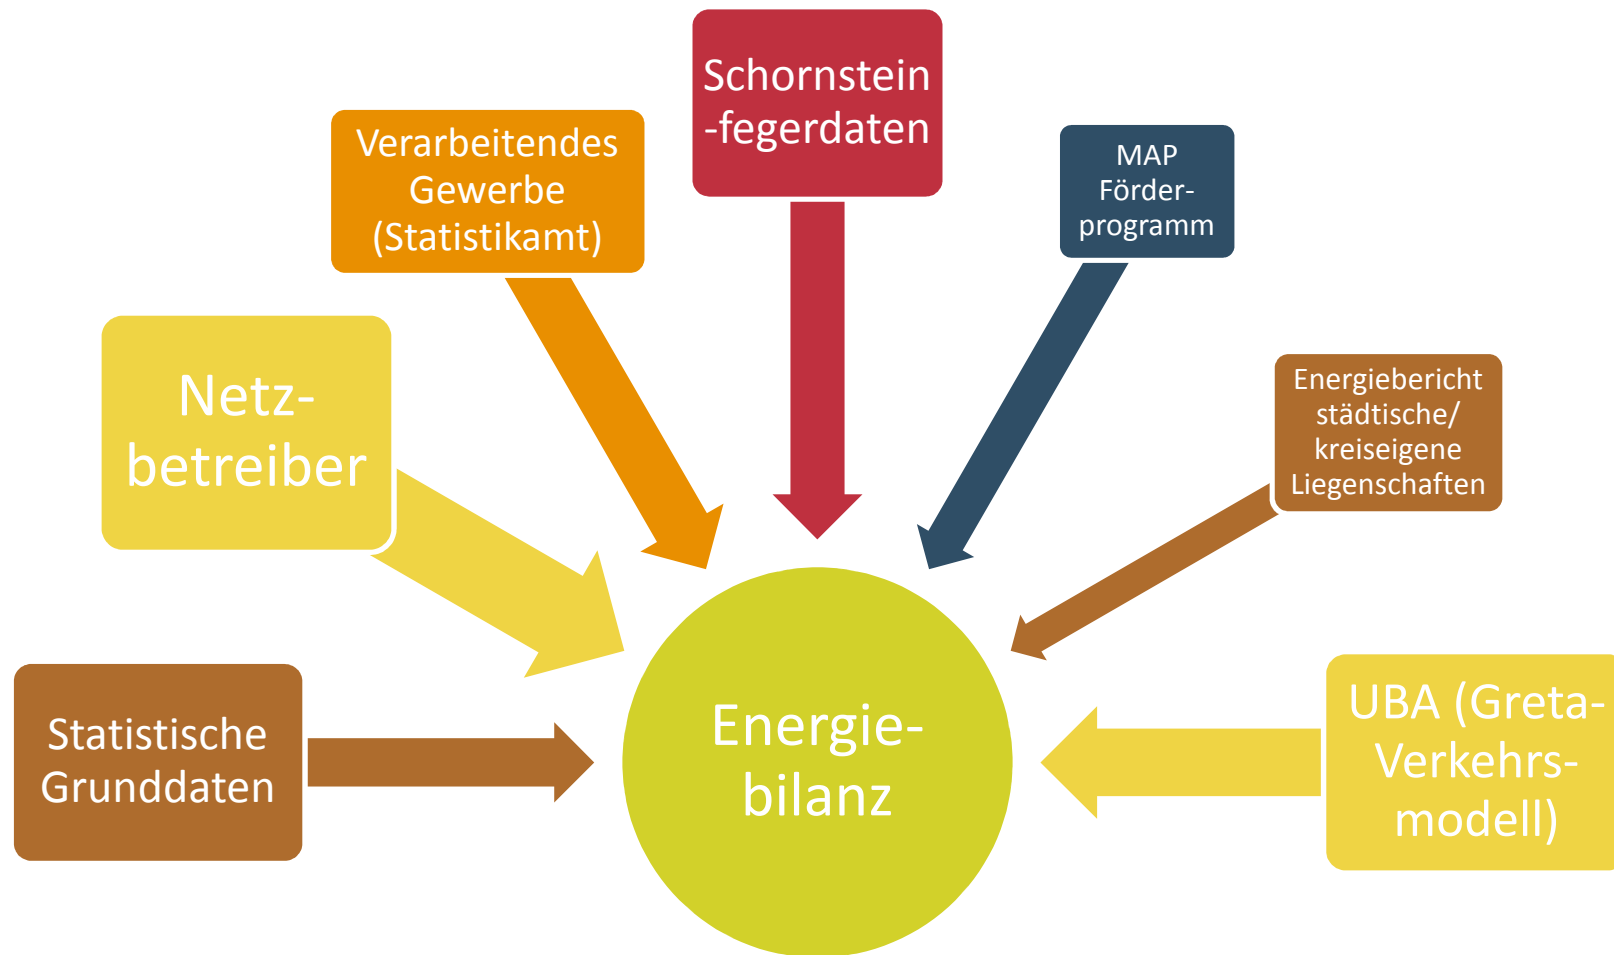 Schornstein
-fegerdaten
Verarbeitendes
Gewerbe
(Statistikamt)
MAP
Förder-
programm
Netz-
betreiber
Energiebericht
städtische/
kreiseigene
Liegenschaften
Statistische
Grunddaten
Energie-
bilanz
UBA (Greta-
Verkehrs-
modell)